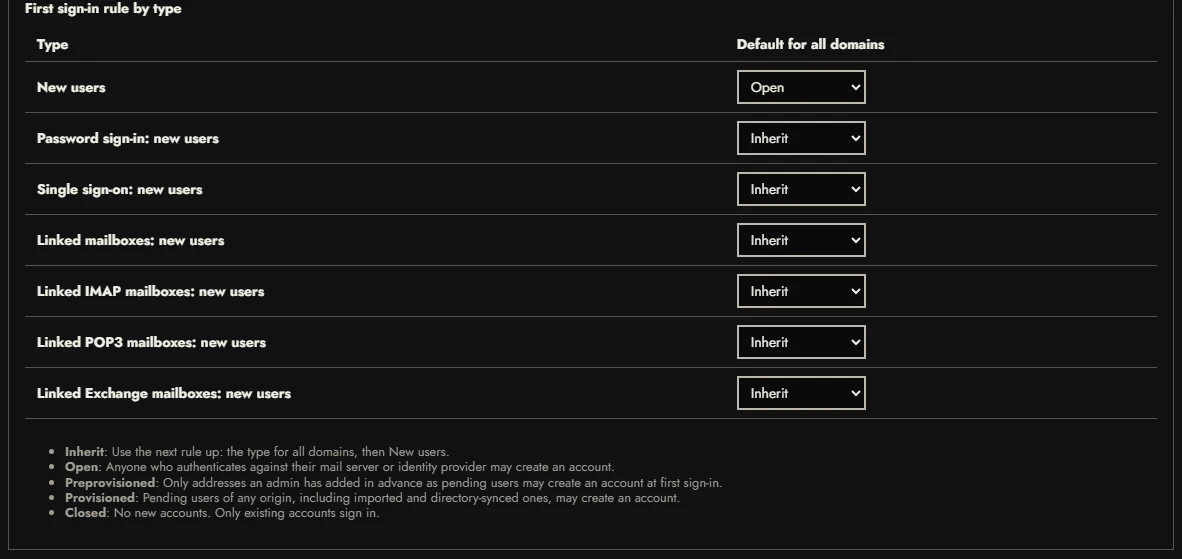 First sign-in rule by type
Type Default for all domains
New users Open
Password sign-in: new users Inherit
Single sign-on: new users Inherit
Linked mailboxes: new users Inherit
Linked IMAP mailboxes: new users Inherit
Linked POP3 mailboxes: new users Inherit
Linked Exchange mailboxes: new users Inherit
Inherit: Use the next rule up: the type for all domains, then New users.
Open: Anyone who authenticates against their mail server or identity provider may create an account.
Preprovisioned: Only addresses an admin has added in advance as pending users may create an account at first sign-in.
Provisioned: Pending users of any origin, including imported and directory-synced ones, may create an account.
Closed: No new accounts. Only existing accounts sign in.